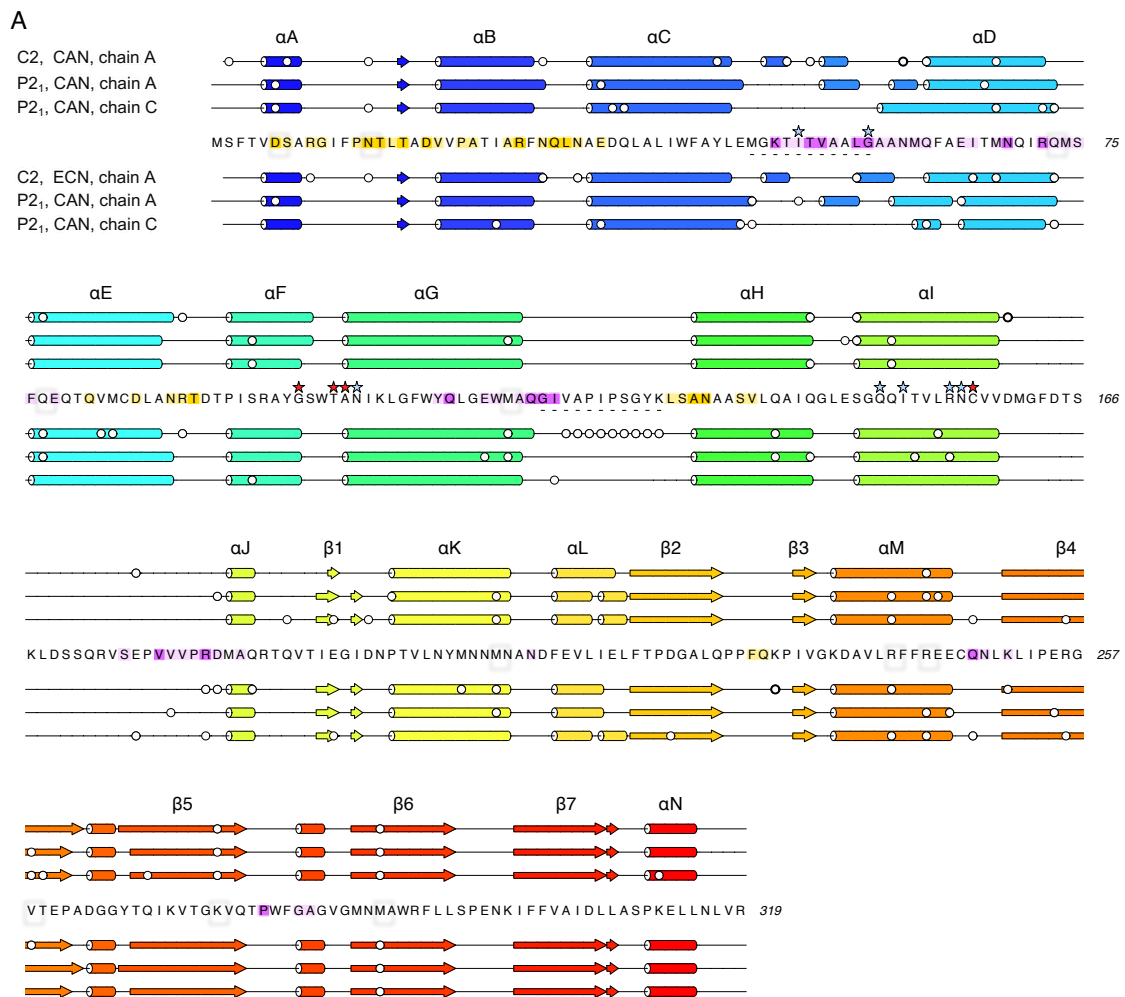 A
αA αB αC αD
C2, CAN, chain A
P2₁, CAN, chain A
P2₁, CAN, chain C
MSFTVDSARGIFPNTLTADVVPATIARFNQLNAEDQLALIWFAYLEMGKTITVAALGAANMQFAEITMNQIRQMS 75
C2, ECN, chain A
P2₁, CAN, chain A
P2₁, CAN, chain C
αE αF αG αH αI
FQEQTQVMCDLANRTDTPISRAYGSWTANIKLGFWYQLGEWMAQGIVAPIPSGYKLSANAASVLQAIQGLESGQQITVLRNCVVDMGFDTS 166
αJ β1 αK αL β2 β3 αM β4
KLDSSQRVSEPVVVPRDMAQRTQVTIEGIDNPTVLNYMNNMNANDFEVLIELFTPDGALQPPFQKPIVGKDAVLRFFREECQNLKLIPERG 257
β5 β6 β7 αN
VTEPADGGYTQIKVTGKVQTPWFGAGVGMNMAWRFLLSPENKIFFVAIDLLASPKELLNLVR 319